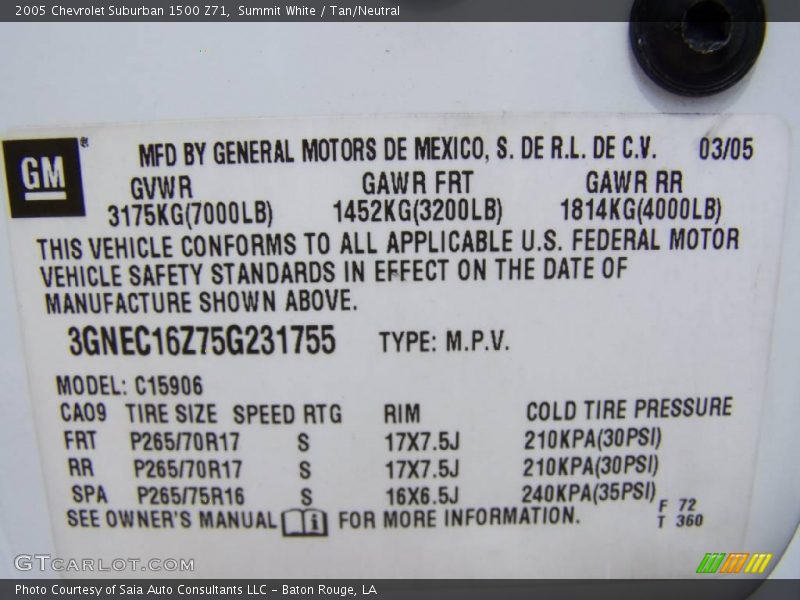 2005 Chevrolet Suburban 1500 Z71, Summit White / Tan/Neutral
GM®
MFD BY GENERAL MOTORS DE MEXICO, S. DE R.L. DE C.V. 03/05
GVWR GAWR FRT GAWR RR
3175KG(7000LB) 1452KG(3200LB) 1814KG(4000LB)
THIS VEHICLE CONFORMS TO ALL APPLICABLE U.S. FEDERAL MOTOR
VEHICLE SAFETY STANDARDS IN EFFECT ON THE DATE OF
MANUFACTURE SHOWN ABOVE.
3GNEC16Z75G231755 TYPE: M.P.V.
MODEL: C15906
CA09 TIRE SIZE SPEED RTG RIM COLD TIRE PRESSURE
FRT P265/70R17 S 17X7.5J 210KPA(30PSI)
RR P265/70R17 S 17X7.5J 210KPA(30PSI)
SPA P265/75R16 S 16X6.5J 240KPA(35PSI)
SEE OWNER'S MANUAL i FOR MORE INFORMATION.
F 72
T 360
GTCARLOT.COM
Photo Courtesy of Saia Auto Consultants LLC - Baton Rouge, LA